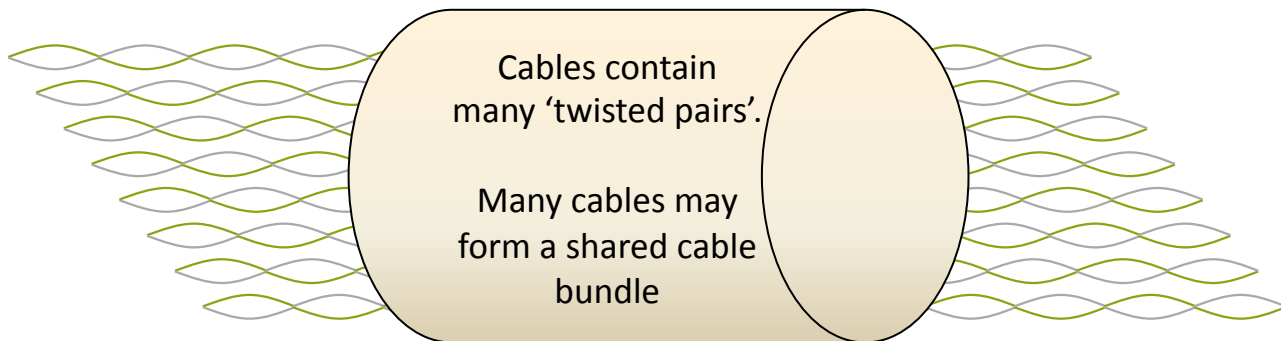 Cables contain
many ‘twisted pairs’.
Many cables may
form a shared cable
bundle